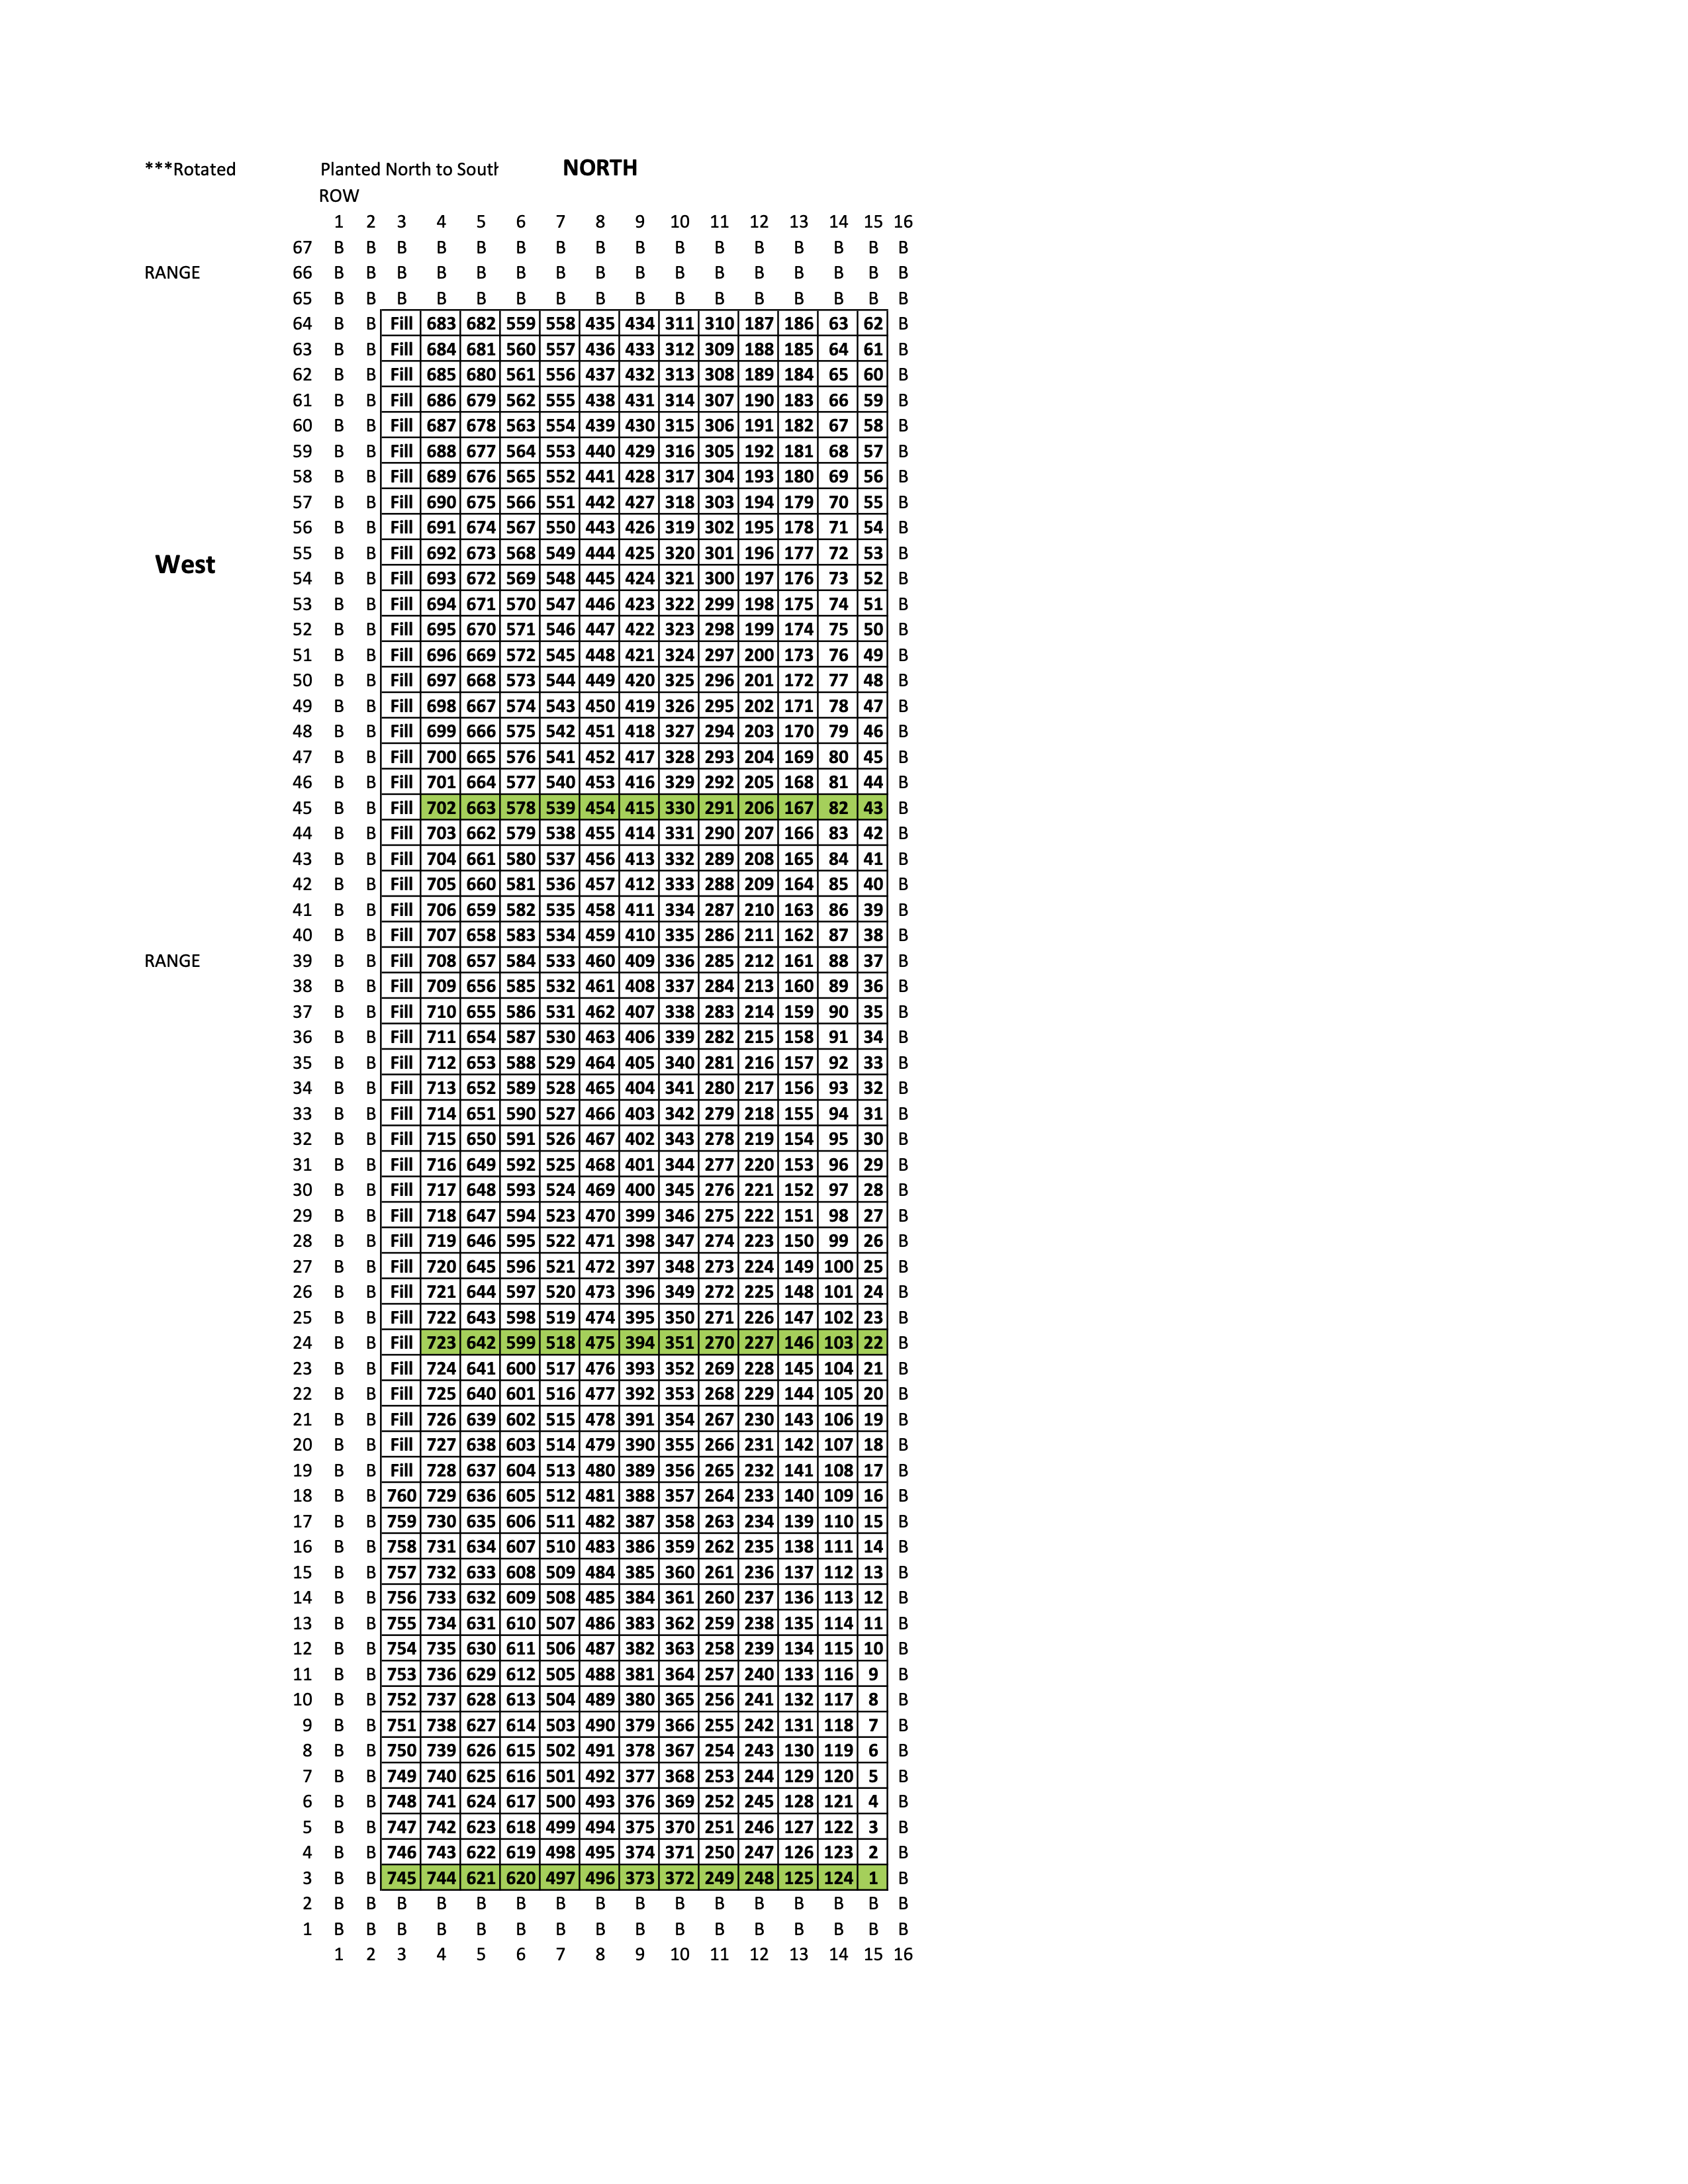 ***Rotated Planted North to South NORTH
ROW
1 2 3 4 5 6 7 8 9 10 11 12 13 14 15 16
67 B B B B B B B B B B B B B B B B
RANGE 66 B B B B B B B B B B B B B B B B
65 B B B B B B B B B B B B B B B B
64 B B Fill 683 682 559 558 435 434 311 310 187 186 63 62 B
63 B B Fill 684 681 560 557 436 433 312 309 188 185 64 61 B
62 B B Fill 685 680 561 556 437 432 313 308 189 184 65 60 B
61 B B Fill 686 679 562 555 438 431 314 307 190 183 66 59 B
60 B B Fill 687 678 563 554 439 430 315 306 191 182 67 58 B
59 B B Fill 688 677 564 553 440 429 316 305 192 181 68 57 B
58 B B Fill 689 676 565 552 441 428 317 304 193 180 69 56 B
57 B B Fill 690 675 566 551 442 427 318 303 194 179 70 55 B
56 B B Fill 691 674 567 550 443 426 319 302 195 178 71 54 B
55 B B Fill 692 673 568 549 444 425 320 301 196 177 72 53 B
West
54 B B Fill 693 672 569 548 445 424 321 300 197 176 73 52 B
53 B B Fill 694 671 570 547 446 423 322 299 198 175 74 51 B
52 B B Fill 695 670 571 546 447 422 323 298 199 174 75 50 B
51 B B Fill 696 669 572 545 448 421 324 297 200 173 76 49 B
50 B B Fill 697 668 573 544 449 420 325 296 201 172 77 48 B
49 B B Fill 698 667 574 543 450 419 326 295 202 171 78 47 B
48 B B Fill 699 666 575 542 451 418 327 294 203 170 79 46 B
47 B B Fill 700 665 576 541 452 417 328 293 204 169 80 45 B
46 B B Fill 701 664 577 540 453 416 329 292 205 168 81 44 B
45 B B Fill 702 663 578 539 454 415 330 291 206 167 82 43 B
44 B B Fill 703 662 579 538 455 414 331 290 207 166 83 42 B
43 B B Fill 704 661 580 537 456 413 332 289 208 165 84 41 B
42 B B Fill 705 660 581 536 457 412 333 288 209 164 85 40 B
41 B B Fill 706 659 582 535 458 411 334 287 210 163 86 39 B
40 B B Fill 707 658 583 534 459 410 335 286 211 162 87 38 B
RANGE 39 B B Fill 708 657 584 533 460 409 336 285 212 161 88 37 B
38 B B Fill 709 656 585 532 461 408 337 284 213 160 89 36 B
37 B B Fill 710 655 586 531 462 407 338 283 214 159 90 35 B
36 B B Fill 711 654 587 530 463 406 339 282 215 158 91 34 B
35 B B Fill 712 653 588 529 464 405 340 281 216 157 92 33 B
34 B B Fill 713 652 589 528 465 404 341 280 217 156 93 32 B
33 B B Fill 714 651 590 527 466 403 342 279 218 155 94 31 B
32 B B Fill 715 650 591 526 467 402 343 278 219 154 95 30 B
31 B B Fill 716 649 592 525 468 401 344 277 220 153 96 29 B
30 B B Fill 717 648 593 524 469 400 345 276 221 152 97 28 B
29 B B Fill 718 647 594 523 470 399 346 275 222 151 98 27 B
28 B B Fill 719 646 595 522 471 398 347 274 223 150 99 26 B
27 B B Fill 720 645 596 521 472 397 348 273 224 149 100 25 B
26 B B Fill 721 644 597 520 473 396 349 272 225 148 101 24 B
25 B B Fill 722 643 598 519 474 395 350 271 226 147 102 23 B
24 B B Fill 723 642 599 518 475 394 351 270 227 146 103 22 B
23 B B Fill 724 641 600 517 476 393 352 269 228 145 104 21 B
22 B B Fill 725 640 601 516 477 392 353 268 229 144 105 20 B
21 B B Fill 726 639 602 515 478 391 354 267 230 143 106 19 B
20 B B Fill 727 638 603 514 479 390 355 266 231 142 107 18 B
19 B B Fill 728 637 604 513 480 389 356 265 232 141 108 17 B
18 B B 760 729 636 605 512 481 388 357 264 233 140 109 16 B
17 B B 759 730 635 606 511 482 387 358 263 234 139 110 15 B
16 B B 758 731 634 607 510 483 386 359 262 235 138 111 14 B
15 B B 757 732 633 608 509 484 385 360 261 236 137 112 13 B
14 B B 756 733 632 609 508 485 384 361 260 237 136 113 12 B
13 B B 755 734 631 610 507 486 383 362 259 238 135 114 11 B
12 B B 754 735 630 611 506 487 382 363 258 239 134 115 10 B
11 B B 753 736 629 612 505 488 381 364 257 240 133 116 9 B
10 B B 752 737 628 613 504 489 380 365 256 241 132 117 8 B
9 B B 751 738 627 614 503 490 379 366 255 242 131 118 7 B
8 B B 750 739 626 615 502 491 378 367 254 243 130 119 6 B
7 B B 749 740 625 616 501 492 377 368 253 244 129 120 5 B
6 B B 748 741 624 617 500 493 376 369 252 245 128 121 4 B
5 B B 747 742 623 618 499 494 375 370 251 246 127 122 3 B
4 B B 746 743 622 619 498 495 374 371 250 247 126 123 2 B
3 B B 745 744 621 620 497 496 373 372 249 248 125 124 1 B
2 B B B B B B B B B B B B B B B B
1 B B B B B B B B B B B B B B B B
1 2 3 4 5 6 7 8 9 10 11 12 13 14 15 16